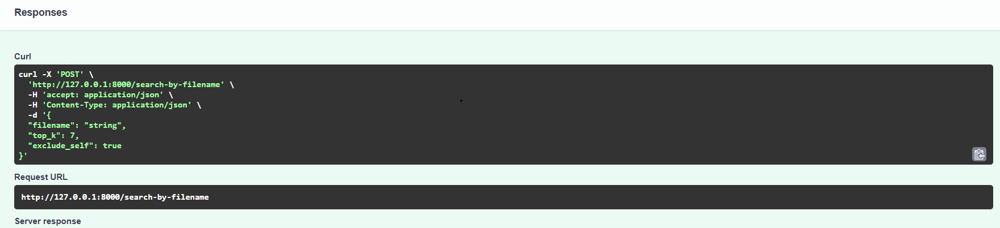 Responses
Curl
curl -X 'POST' \
'http://127.0.0.1:8000/search-by-filename' \
-H 'accept: application/json' \
-H 'Content-Type: application/json' \
-d '{
"filename": "string",
"top_k": 7,
"exclude_self": true
}'
Request URL
http://127.0.0.1:8000/search-by-filename
Server response